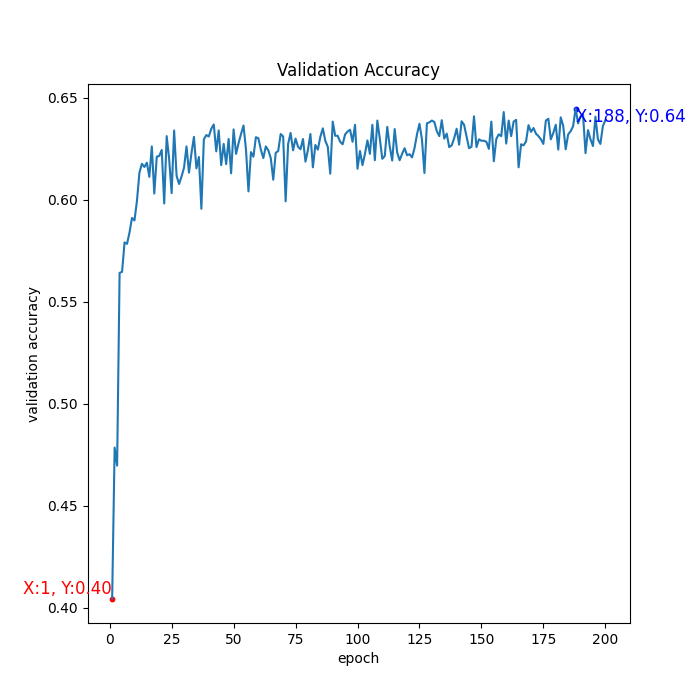 Validation Accuracy
0.65
X:188, Y:0.64
0.60
0.55
validation accuracy
0.50
0.45
X:1, Y:0.40
0.40
0 25 50 75 100 125 150 175 200
epoch